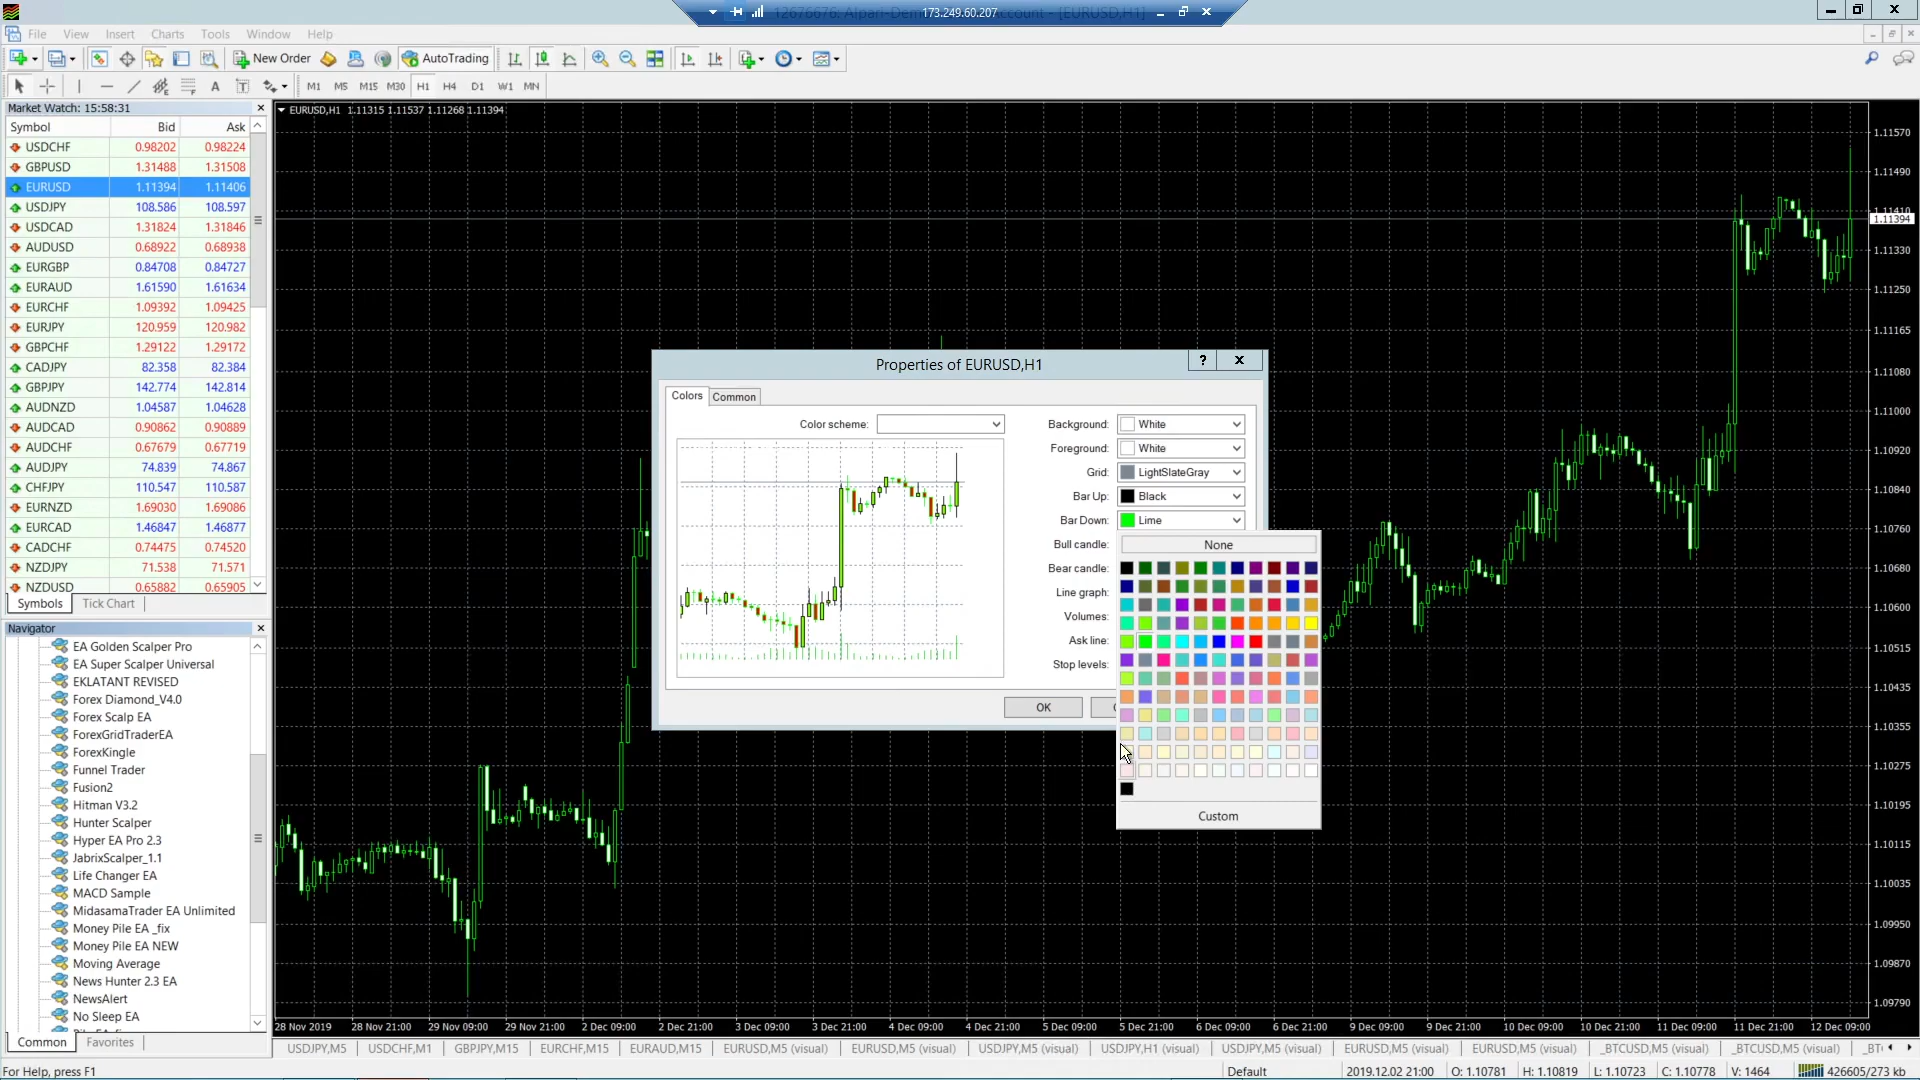 12676676: Alpari-Demo 173.249.60.207 account - [EURUSD,H1]
File View Insert Charts Tools Window Help
New Order AutoTrading
A T M1 M5 M15 M30 H1 H4 D1 W1 MN
Market Watch: 15:58:31
Symbol Bid Ask
USDCHF 0.98202 0.98224
GBPUSD 1.31488 1.31508
EURUSD 1.11394 1.11406
USDJPY 108.586 108.597
USDCAD 1.31824 1.31846
AUDUSD 0.68922 0.68938
EURGBP 0.84708 0.84727
EURAUD 1.61590 1.61634
EURCHF 1.09392 1.09425
EURJPY 120.959 120.982
GBPCHF 1.29122 1.29172
CADJPY 82.358 82.384
GBPJPY 142.774 142.814
AUDNZD 1.04587 1.04628
AUDCAD 0.90862 0.90889
AUDCHF 0.67679 0.67719
AUDJPY 74.839 74.867
CHFJPY 110.547 110.587
EURNZD 1.69030 1.69086
EURCAD 1.46847 1.46877
CADCHF 0.74475 0.74520
NZDJPY 71.538 71.571
NZDUSD 0.65882 0.65905
Symbols Tick Chart
Navigator
EA Golden Scalper Pro
EA Super Scalper Universal
EKLATANT REVISED
Forex Diamond_V4.0
Forex Scalp EA
ForexGridTraderEA
ForexKingle
Funnel Trader
Fusion2
Hitman V3.2
Hunter Scalper
Hyper EA Pro 2.3
JabrixScalper_1.1
Life Changer EA
MACD Sample
MidasamaTrader EA Unlimited
Money Pile EA _fix
Money Pile EA NEW
Moving Average
News Hunter 2.3 EA
NewsAlert
No Sleep EA
Common Favorites
EURUSD,H1 1.11315 1.11537 1.11268 1.11394
1.11570
1.11490
1.11410
1.11394
1.11330
1.11250
1.11165
1.11080
1.11000
1.10920
1.10840
1.10760
1.10680
1.10600
1.10515
1.10435
1.10355
1.10275
1.10195
1.10115
1.10035
1.09950
1.09870
1.09790
Properties of EURUSD,H1
?
Colors Common
Color scheme:
Background: White
Foreground: White
Grid: LightSlateGray
Bar Up: Black
Bar Down: Lime
Bull candle:
Bear candle:
Line graph:
Volumes:
Ask line:
Stop levels:
None
Custom
OK
28 Nov 2019 28 Nov 21:00 29 Nov 09:00 29 Nov 21:00 2 Dec 09:00 2 Dec 21:00 3 Dec 09:00 3 Dec 21:00 4 Dec 09:00 4 Dec 21:00 5 Dec 09:00 5 Dec 21:00 6 Dec 09:00 6 Dec 21:00 9 Dec 09:00 9 Dec 21:00 10 Dec 09:00 10 Dec 21:00 11 Dec 09:00 11 Dec 21:00 12 Dec 09:00
USDJPY,M5 USDCHF,M1 GBPJPY,M15 EURCHF,M15 EURAUD,M15 EURUSD,M5 (visual) EURUSD,M5 (visual) USDJPY,M5 (visual) USDJPY,H1 (visual) USDJPY,M5 (visual) EURUSD,M5 (visual) EURUSD,M5 (visual) _BTCUSD,M5 (visual) _BTCUSD,M5 (visual)
For Help, press F1 Default 2019.12.02 21:00 O: 1.10781 H: 1.10819 L: 1.10723 C: 1.10778 V: 1464 426605/273 kb